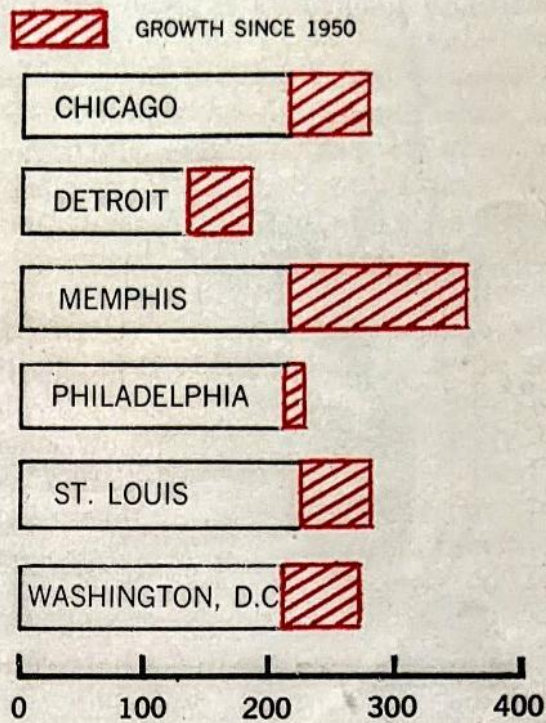 GROWTH SINCE 1950
CHICAGO
DETROIT
MEMPHIS
PHILADELPHIA
ST. LOUIS
WASHINGTON, D.C
0 100 200 300 400